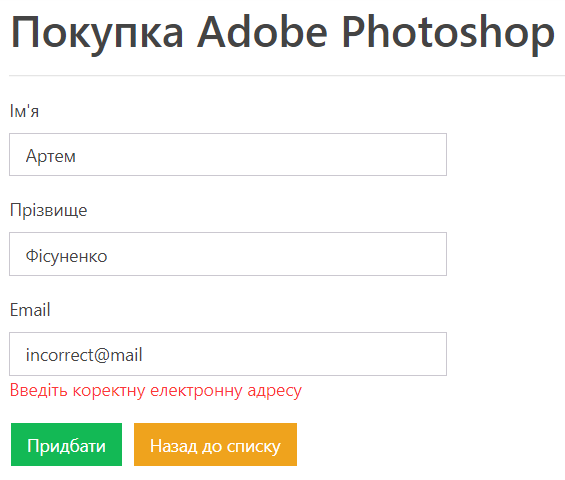 Покупка Adobe Photoshop
Ім'я
Артем
Прізвище
Фісуненко
Email
incorrect@mail
Введіть коректну електронну адресу
Придбати Назад до списку